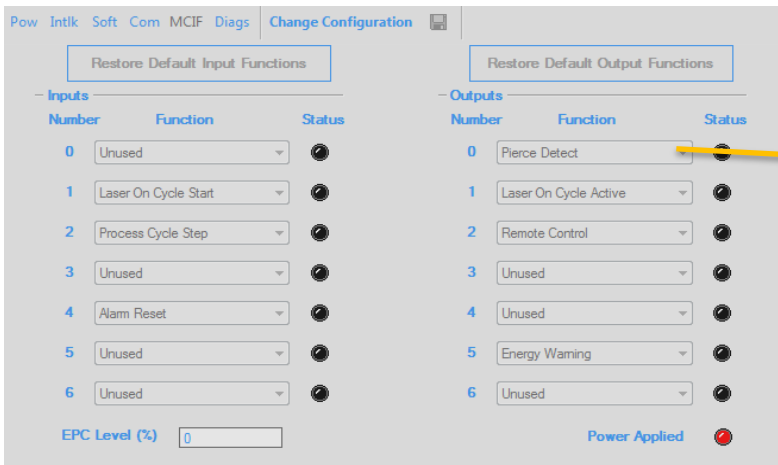 Pow Intlk Soft Com MCIF Diags Change Configuration
Restore Default Input Functions Restore Default Output Functions
Inputs Outputs
Number Function Status Number Function Status
0 Unused 0 Pierce Detect
1 Laser On Cycle Start 1 Laser On Cycle Active
2 Process Cycle Step 2 Remote Control
3 Unused 3 Unused
4 Alarm Reset 4 Unused
5 Unused 5 Energy Warning
6 Unused 6 Unused
EPC Level (%) 0 Power Applied